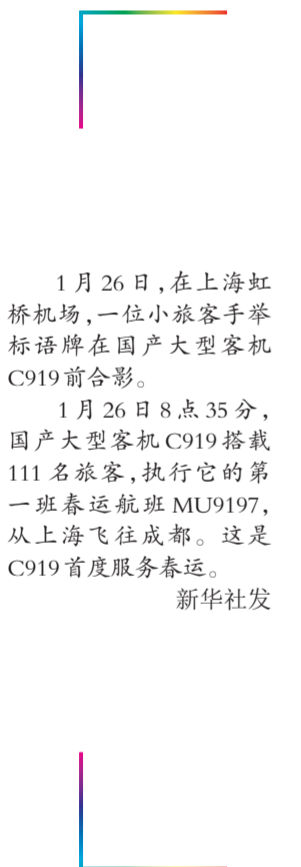 1月26日，在上海虹
桥机场，一位小旅客手举
标语牌在国产大型客机
C919前合影。
1月26日8点35分，
国产大型客机C919搭载
111名旅客，执行它的第
一班春运航班MU9197，
从上海飞往成都。这是
C919首度服务春运。
新华社发